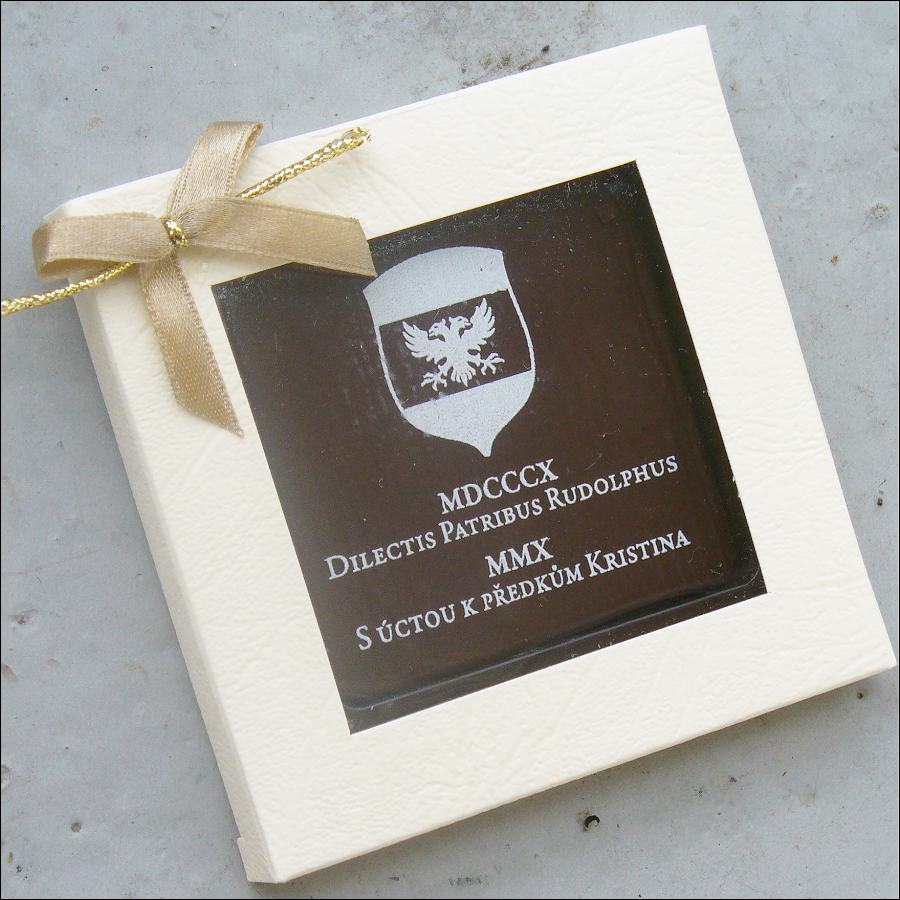 MDCCCX
Dilectis Patribus Rudolphus
MMX
S úctou k předkům Kristina